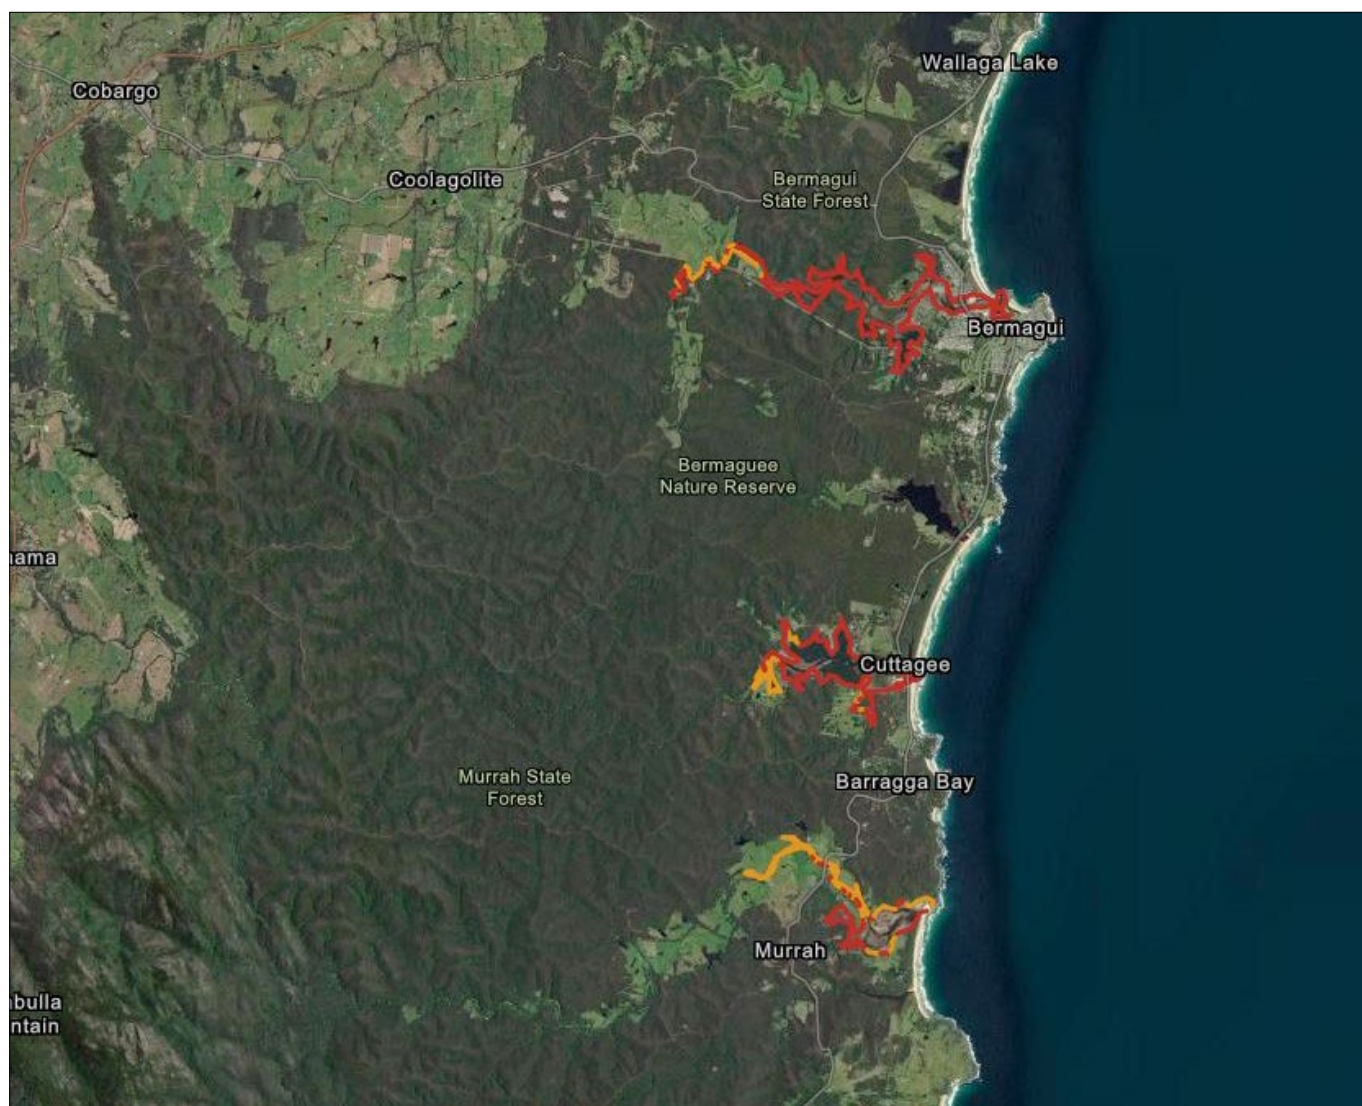 Wallaga Lake
Cobargo
Coolagolite
Bermagui
State Forest
Bermagui
Bermaguee
Nature Reserve
Cuttagee
Murrah State
Forest
Barragga Bay
Murrah